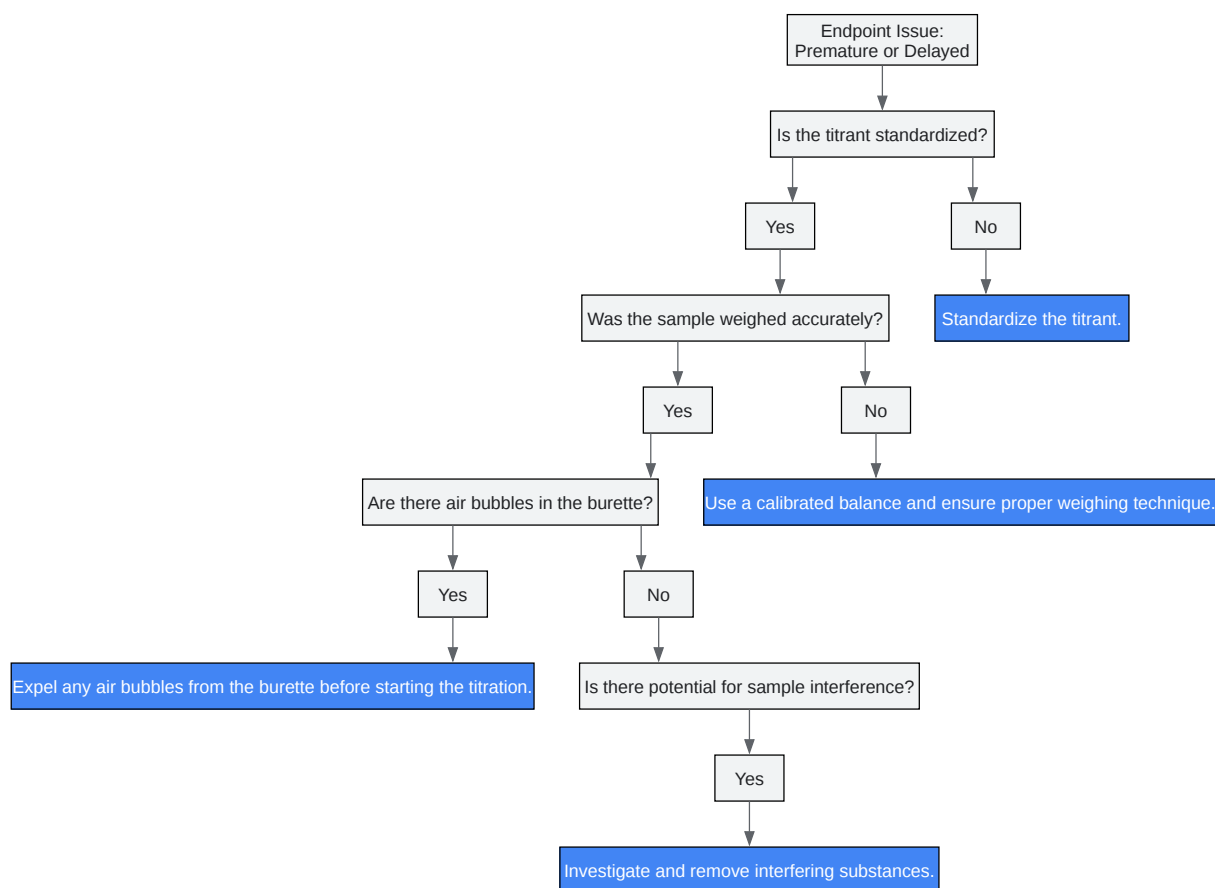 Endpoint Issue:
Premature or Delayed
Is the titrant standardized?
Yes
No
Was the sample weighed accurately?
Standardize the titrant.
Yes
No
Are there air bubbles in the burette?
Use a calibrated balance and ensure proper weighing technique.
Yes
No
Expel any air bubbles from the burette before starting the titration.
Is there potential for sample interference?
Yes
Investigate and remove interfering substances.